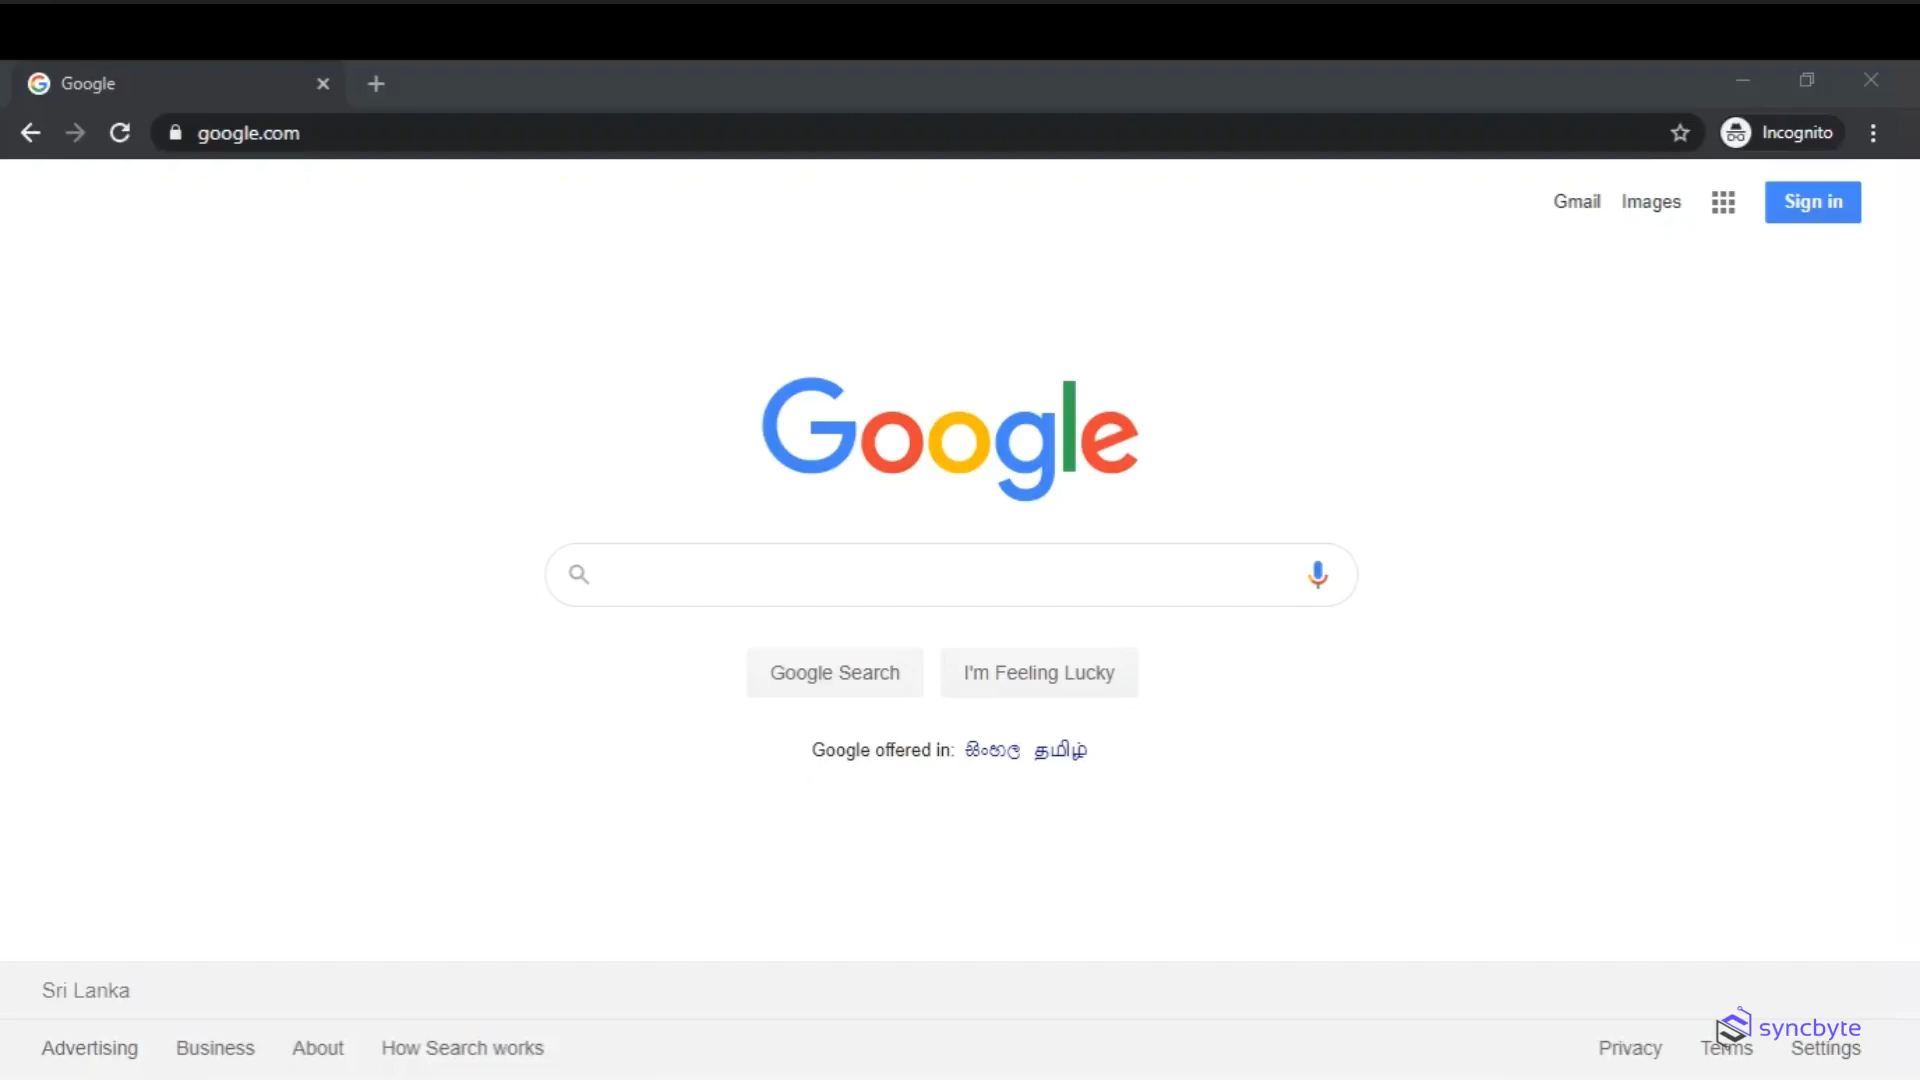 Google
google.com
Incognito
Gmail Images Sign in
Google
Google Search I'm Feeling Lucky
Google offered in: සිංහල தமிழ்
Sri Lanka
syncbyte
Advertising Business About How Search works Privacy Terms Settings